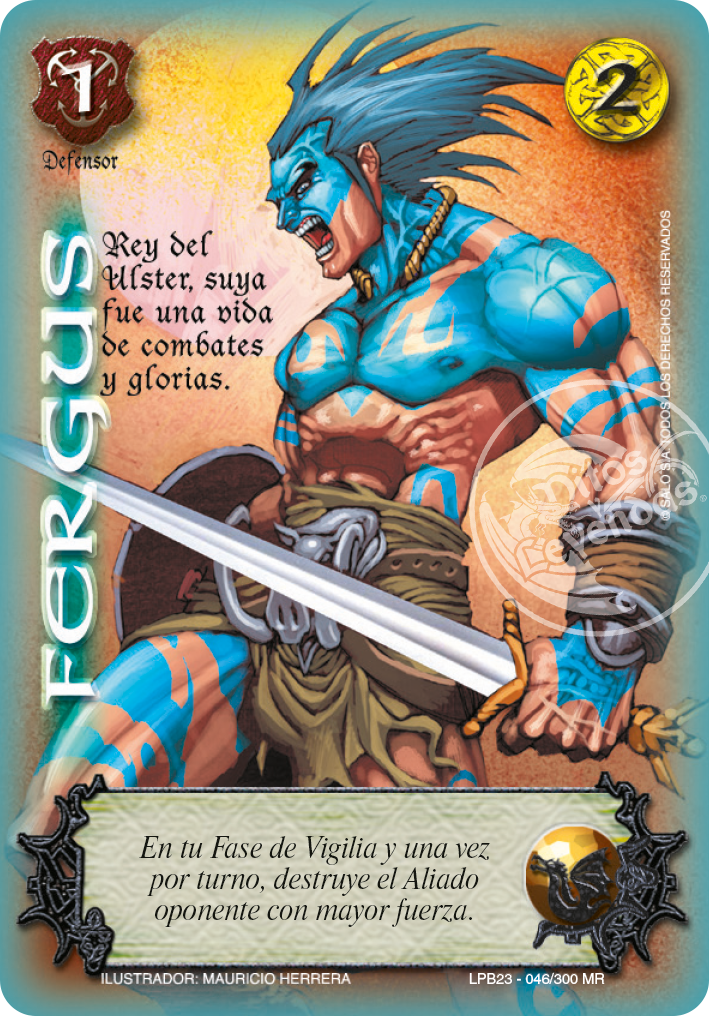 1
2
Defensor
Rey del
Ulster, suya
fue una vida
de combates
y glorias.
FERGUS
© SALO S.A. TODOS LOS DERECHOS RESERVADOS
mitos
Leyendas
En tu Fase de Vigilia y una vez
por turno, destruye el Aliado
oponente con mayor fuerza.
ILUSTRADOR: MAURICIO HERRERA
LPB23 - 046/300 MR